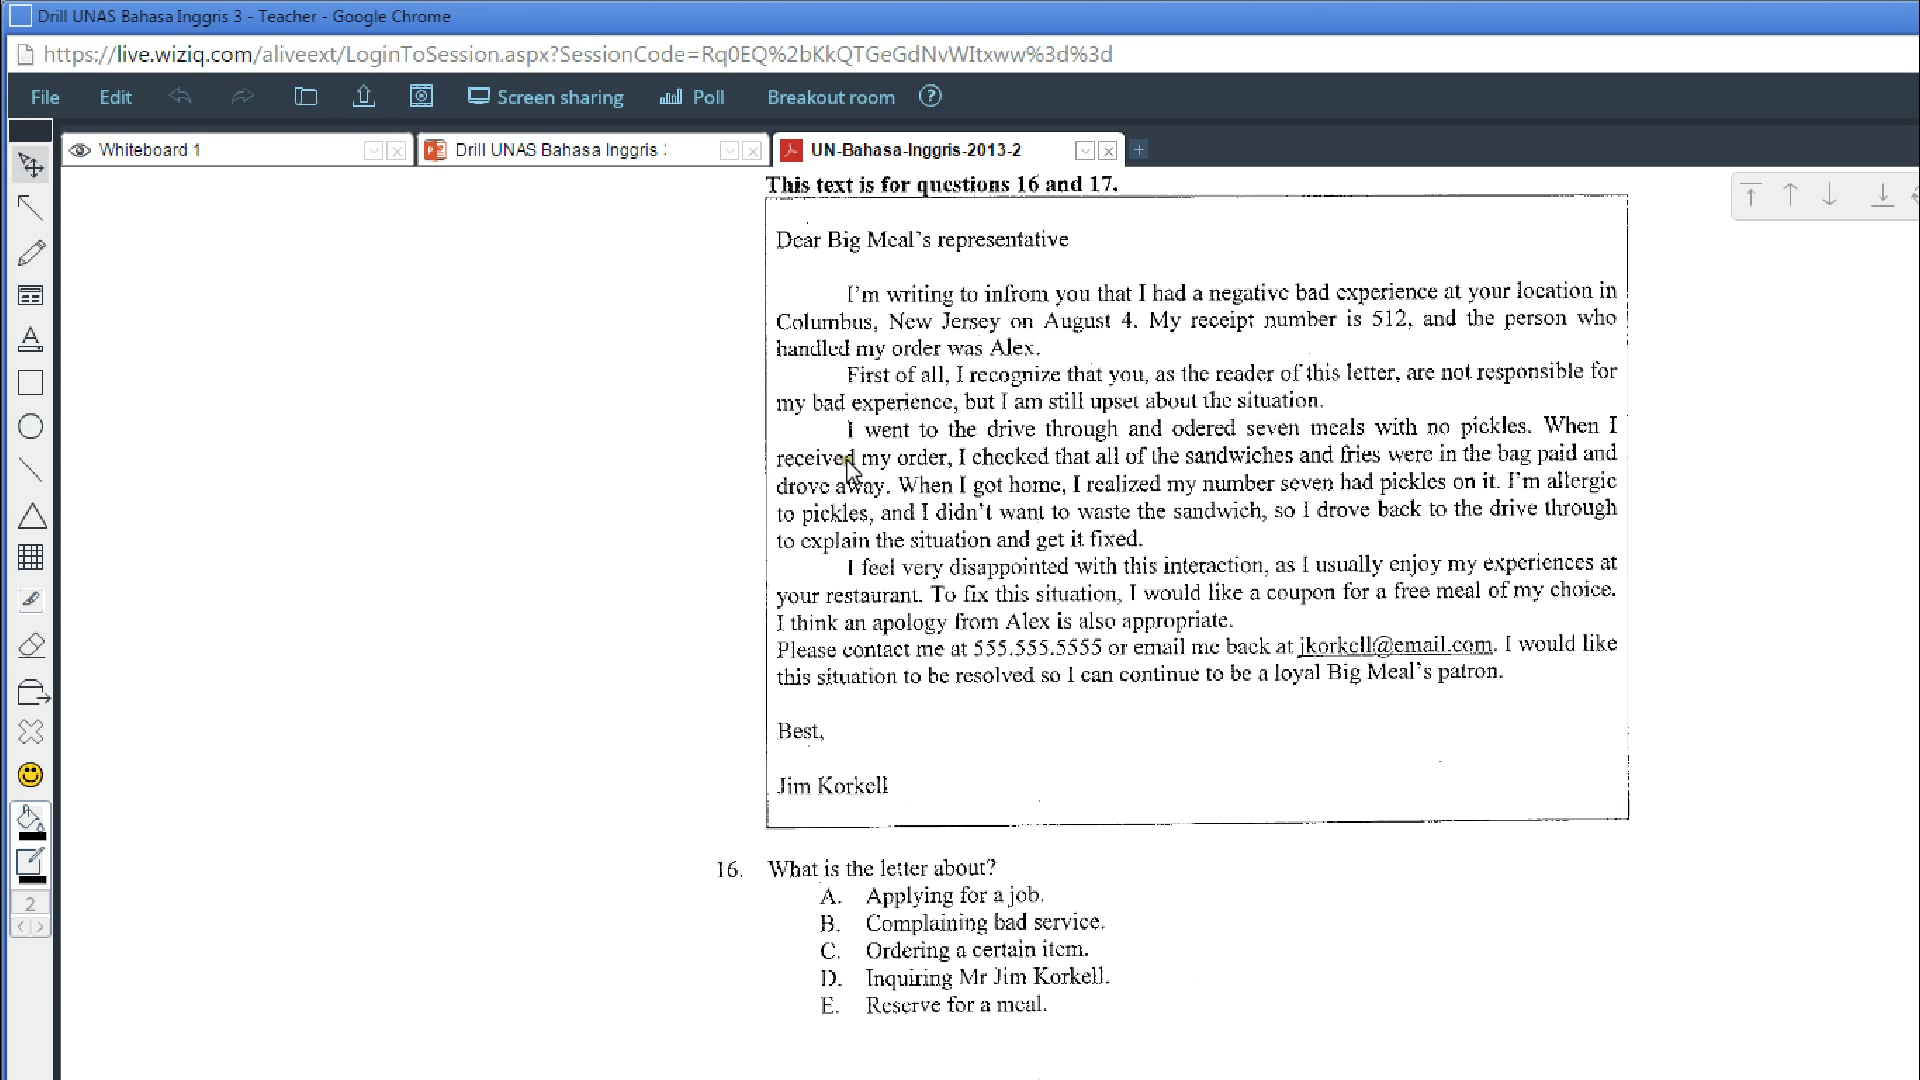 Drill UNAS Bahasa Inggris 3 - Teacher - Google Chrome
https://live.wiziq.com/aliveext/LoginToSession.aspx?SessionCode=Rq0EQ%2bKkQTGeGdNvWItxww%3d%3d
File Edit Screen sharing Poll Breakout room ?
Whiteboard 1
Drill UNAS Bahasa Inggris :
UN-Bahasa-Inggris-2013-2
This text is for questions 16 and 17.
Dear Big Meal's representative
I'm writing to infrom you that I had a negative bad experience at your location in
Columbus, New Jersey on August 4. My receipt number is 512, and the person who
handled my order was Alex.
First of all, I recognize that you, as the reader of this letter, are not responsible for
my bad experience, but I am still upset about the situation.
I went to the drive through and odered seven meals with no pickles. When I
received my order, I checked that all of the sandwiches and fries were in the bag paid and
drove away. When I got home, I realized my number seven had pickles on it. I'm allergic
to pickles, and I didn't want to waste the sandwich, so I drove back to the drive through
to explain the situation and get it fixed.
I feel very disappointed with this interaction, as I usually enjoy my experiences at
your restaurant. To fix this situation, I would like a coupon for a free meal of my choice.
I think an apology from Alex is also appropriate.
Please contact me at 555.555.5555 or email me back at jkorkell@email.com. I would like
this situation to be resolved so I can continue to be a loyal Big Meal's patron.
Best,
Jim Korkell
16. What is the letter about?
A. Applying for a job.
B. Complaining bad service.
C. Ordering a certain item.
D. Inquiring Mr Jim Korkell.
E. Reserve for a meal.
2